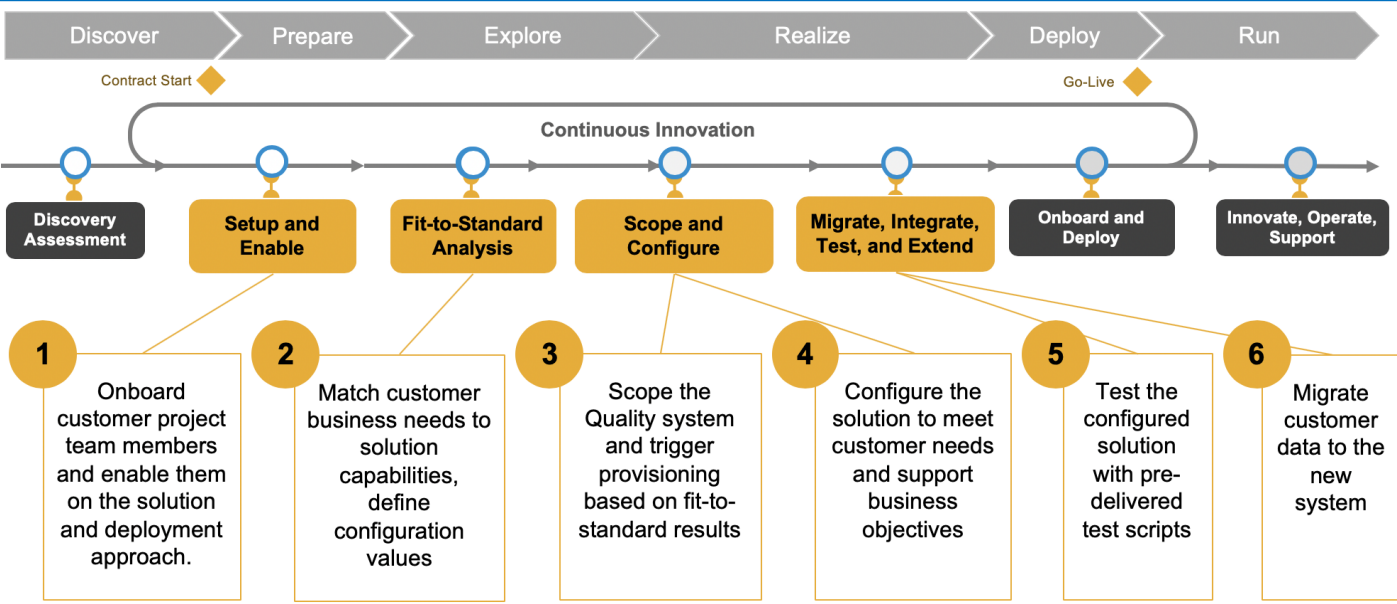 Discover
Prepare
Explore
Realize
Deploy
Run
Contract Start
Go-Live
Continuous Innovation
Discovery
Assessment
Setup and
Enable
Fit-to-Standard
Analysis
Scope and
Configure
Migrate, Integrate,
Test, and Extend
Onboard and
Deploy
Innovate, Operate,
Support
1
Onboard
customer project
team members
and enable them
on the solution
and deployment
approach.
2
Match customer
business needs to
solution
capabilities,
define
configuration
values
3
Scope the
Quality system
and trigger
provisioning
based on fit-to-
standard results
4
Configure the
solution to meet
customer needs
and support
business
objectives
5
Test the
configured
solution
with pre-
delivered
test scripts
6
Migrate
customer
data to the
new
system